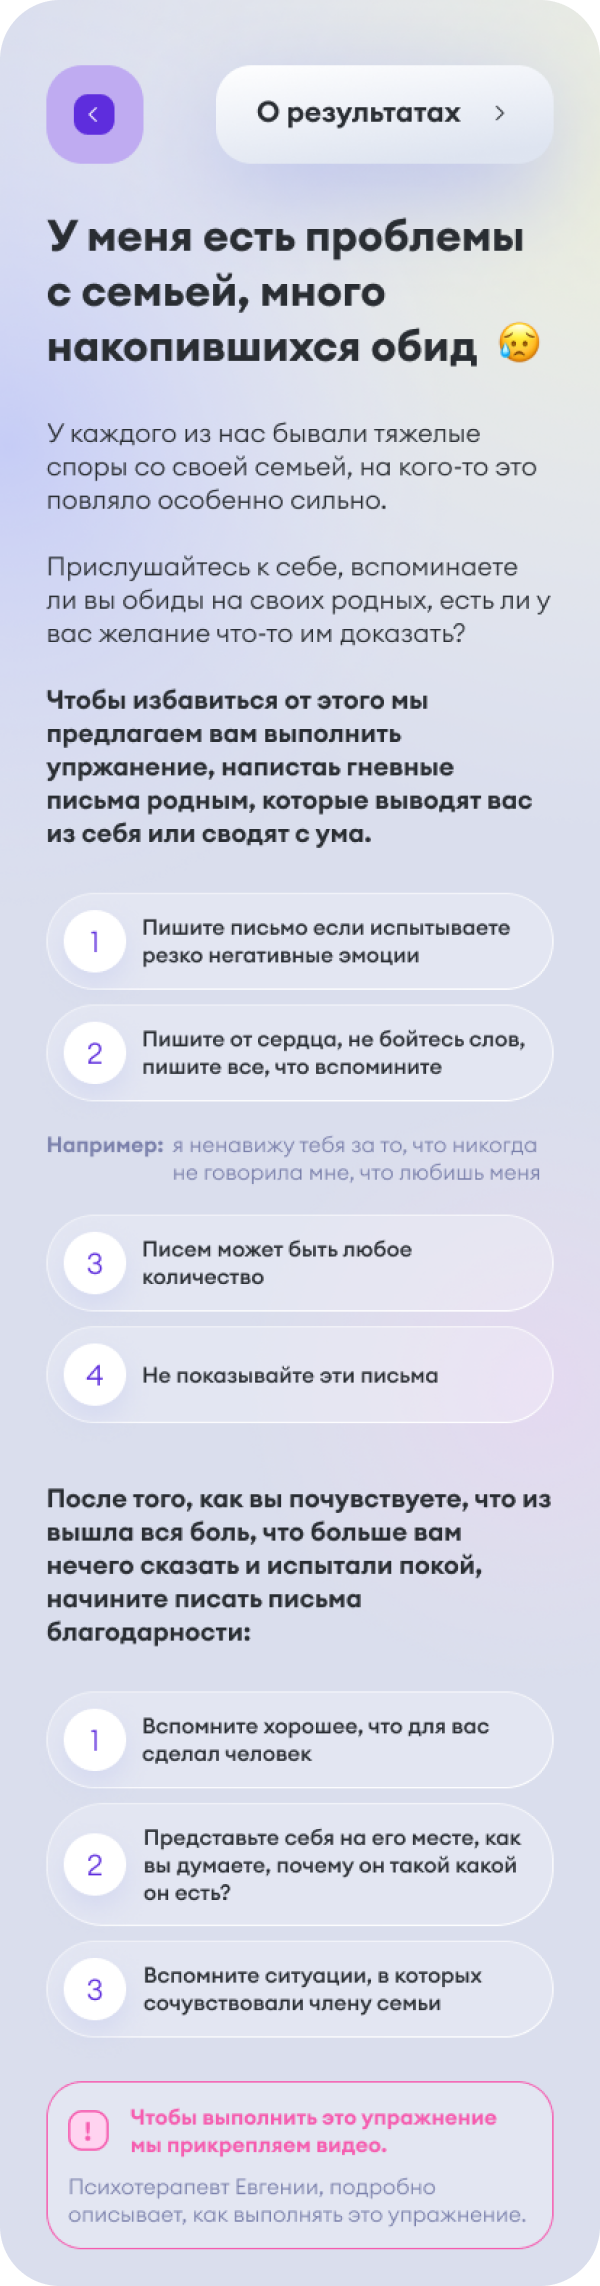 О результатах
У меня есть проблемы
с семьей, много
накопившихся обид 😥
У каждого из нас бывали тяжелые
споры со своей семьей, на кого-то это
повляло особенно сильно.
Прислушайтесь к себе, вспоминаете
ли вы обиды на своих родных, есть ли у
вас желание что-то им доказать?
Чтобы избавиться от этого мы
предлагаем вам выполнить
упржанение, напистаь гневные
письма родным, которые выводят вас
из себя или сводят с ума.
1 Пишите письмо если испытываете
резко негативные эмоции
2 Пишите от сердца, не бойтесь слов,
пишите все, что вспомините
Например: я ненавижу тебя за то, что никогда
не говорила мне, что любишь меня
3 Писем может быть любое
количество
4 Не показывайте эти письма
После того, как вы почувствуете, что из
вышла вся боль, что больше вам
нечего сказать и испытали покой,
начините писать письма
благодарности:
1 Вспомните хорошее, что для вас
сделал человек
2 Представьте себя на его месте, как
вы думаете, почему он такой какой
он есть?
3 Вспомните ситуации, в которых
сочувствовали члену семьи
! Чтобы выполнить это упражнение
мы прикрепляем видео.
Психотерапевт Евгении, подробно
описывает, как выполнять это упражнение.